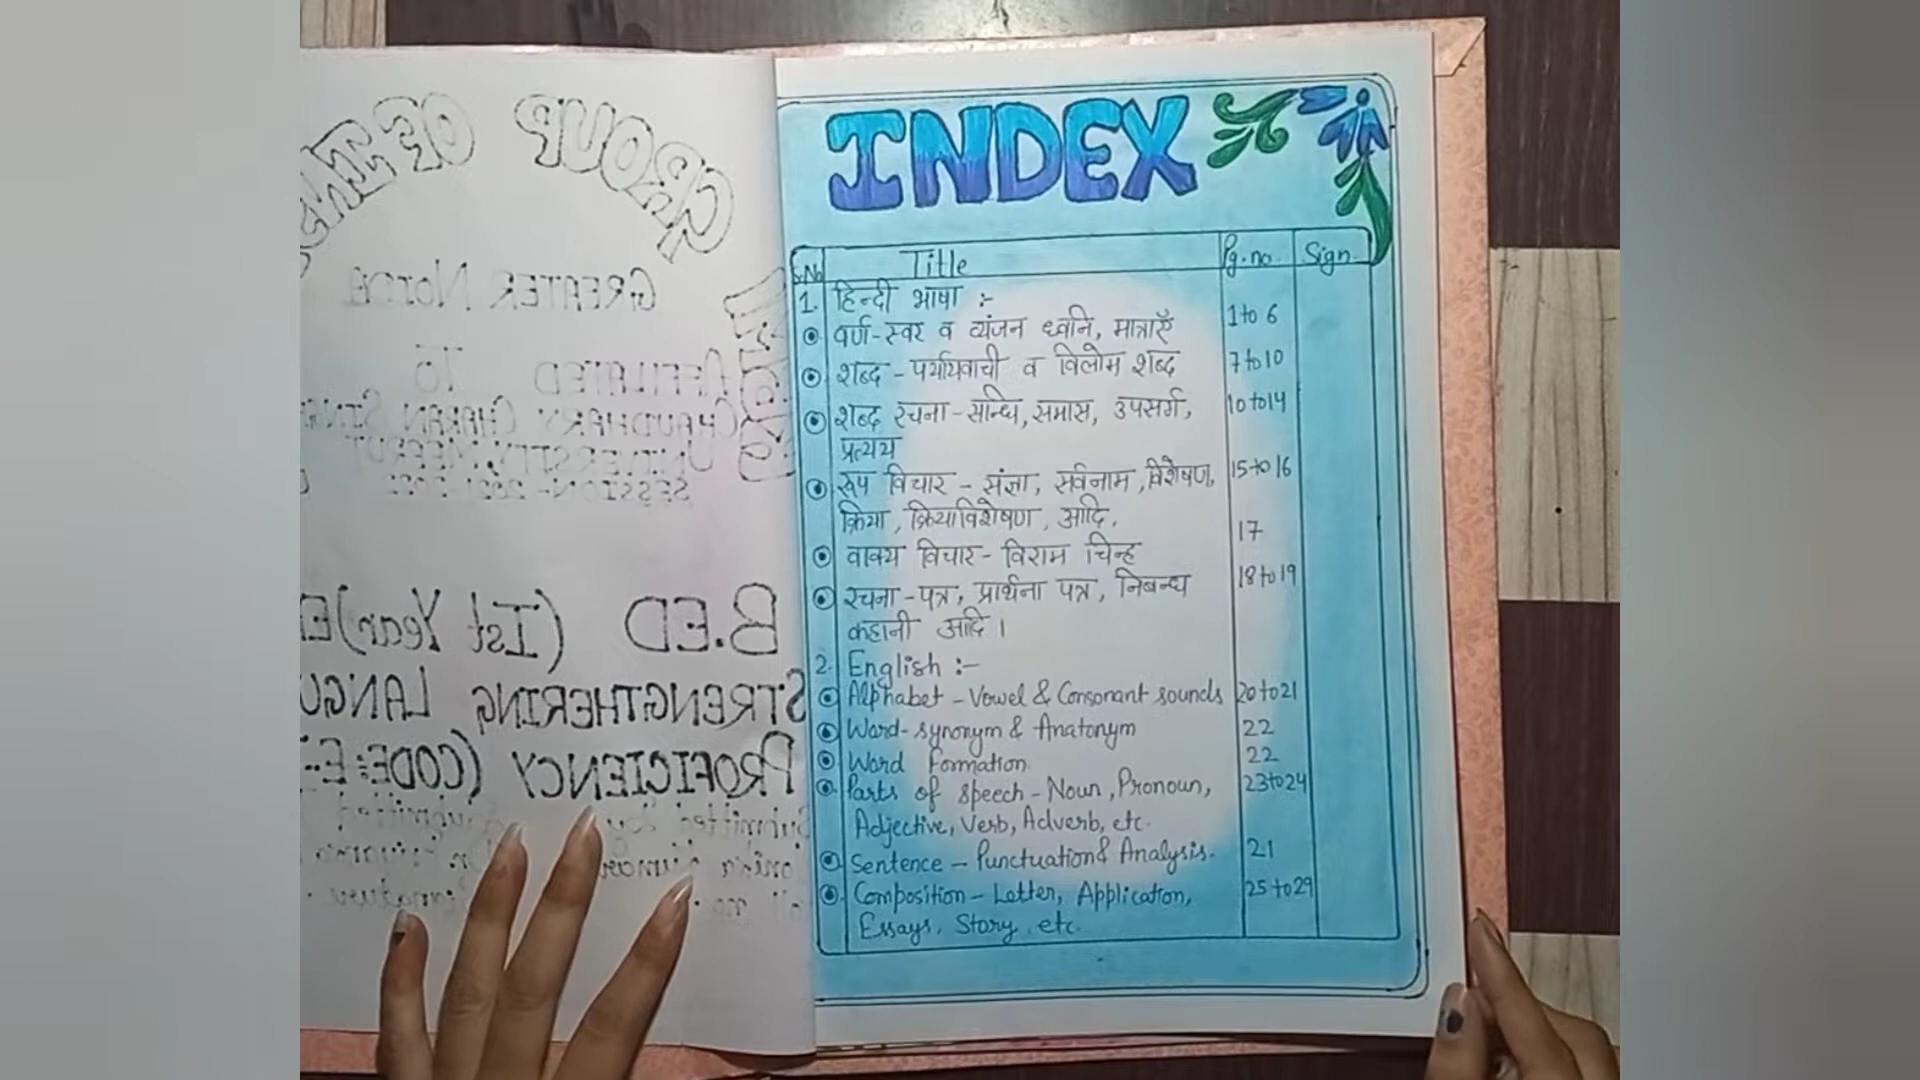 GROUP OF
GREATER NOIDA
AFFILIATED TO
CHAUDHARY CHARAN SINGH
UNIVERSITY, MEERUT
SESSION-2021-2022
B.ED (Ist Year)
STRENGTHERING LANGU
PROFICIENCY (CODE:E-
Submitted By
INDEX
S.No Title Pg.no. Sign.
1. हिन्दी भाषा :-
वर्ण-स्वर व व्यंजन ध्वनि, मात्राएँ 1 to 6
शब्द - पर्यायवाची व विलोम शब्द 7 to 10
शब्द रचना - सन्धि, समास, उपसर्ग, 10 to 14
प्रत्यय
रूप विचार - संज्ञा, सर्वनाम, विशेषण, 15 to 16
क्रिया, क्रियाविशेषण, आदि.
वाक्य विचार - विराम चिन्ह 17
रचना - पत्र, प्रार्थना पत्र, निबन्ध 18 to 19
कहानी आदि।
2. English :-
Alphabet - Vowel & Consonant sounds 20 to 21
Word - synonym & Anatonym 22
Word formation 22
Parts of speech - Noun, Pronoun, 23 to 24
Adjective, Verb, Adverb, etc.
Sentence - Punctuation & Analysis. 21
Composition - Letter, Application, 25 to 29
Essays, Story, etc.